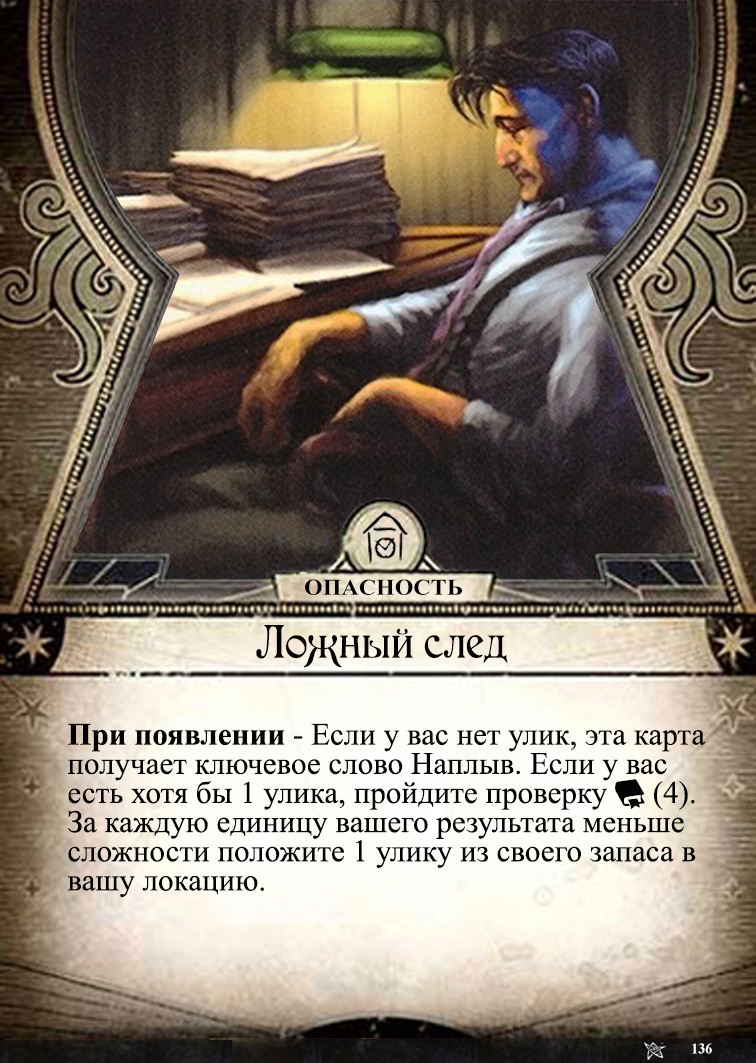 ОПАСНОСТЬ
Ложный след
При появлении - Если у вас нет улик, эта карта
получает ключевое слово Наплыв. Если у вас
есть хотя бы 1 улика, пройдите проверку (4).
За каждую единицу вашего результата меньше
сложности положите 1 улику из своего запаса в
вашу локацию.
136